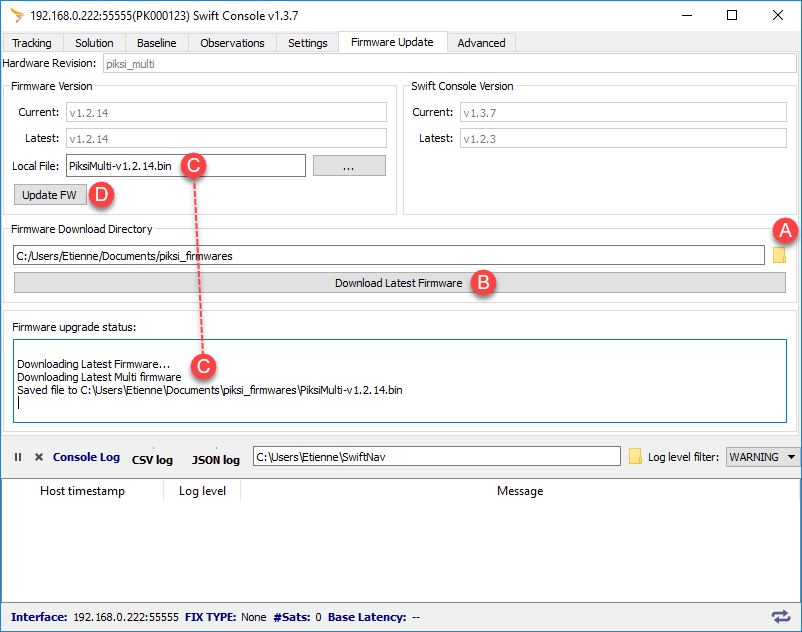 192.168.0.222:55555(PK000123) Swift Console v1.3.7
Tracking Solution Baseline Observations Settings Firmware Update Advanced
Hardware Revision: piksi_multi
Firmware Version
Current: v1.2.14
Latest: v1.2.14
Local File: PiksiMulti-v1.2.14.bin C ...
Update FW D
Swift Console Version
Current: v1.3.7
Latest: v1.2.3
A
Firmware Download Directory
C:/Users/Etienne/Documents/piksi_firmwares
Download Latest Firmware B
Firmware upgrade status:
C
Downloading Latest Firmware...
Downloading Latest Multi firmware
Saved file to C:\Users\Etienne\Documents\piksi_firmwares\PiksiMulti-v1.2.14.bin
Console Log CSV log JSON log C:\Users\Etienne\SwiftNav Log level filter: WARNING
Host timestamp Log level Message
Interface: 192.168.0.222:55555 FIX TYPE: None #Sats: 0 Base Latency: --